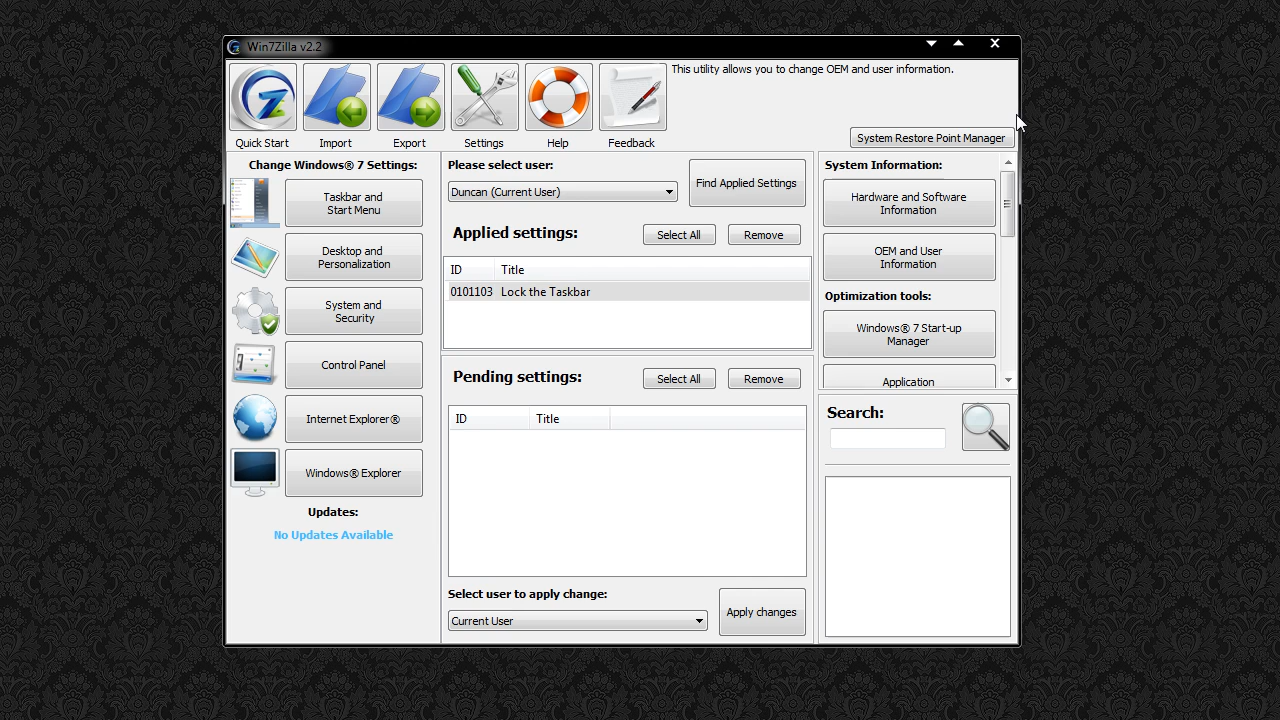 Win7Zilla v2.2
This utility allows you to change OEM and user information.
Quick Start
Import
Export
Settings
Help
Feedback
System Restore Point Manager
Change Windows® 7 Settings:
Taskbar and
Start Menu
Desktop and
Personalization
System and
Security
Control Panel
Internet Explorer®
Windows® Explorer
Updates:
No Updates Available
Please select user:
Duncan (Current User)
Find Applied Settings
Applied settings:
Select All
Remove
ID Title
0101103 Lock the Taskbar
Pending settings:
Select All
Remove
ID Title
Select user to apply change:
Current User
Apply changes
System Information:
Hardware and Software
Information
OEM and User
Information
Optimization tools:
Windows® 7 Start-up
Manager
Application
Search: